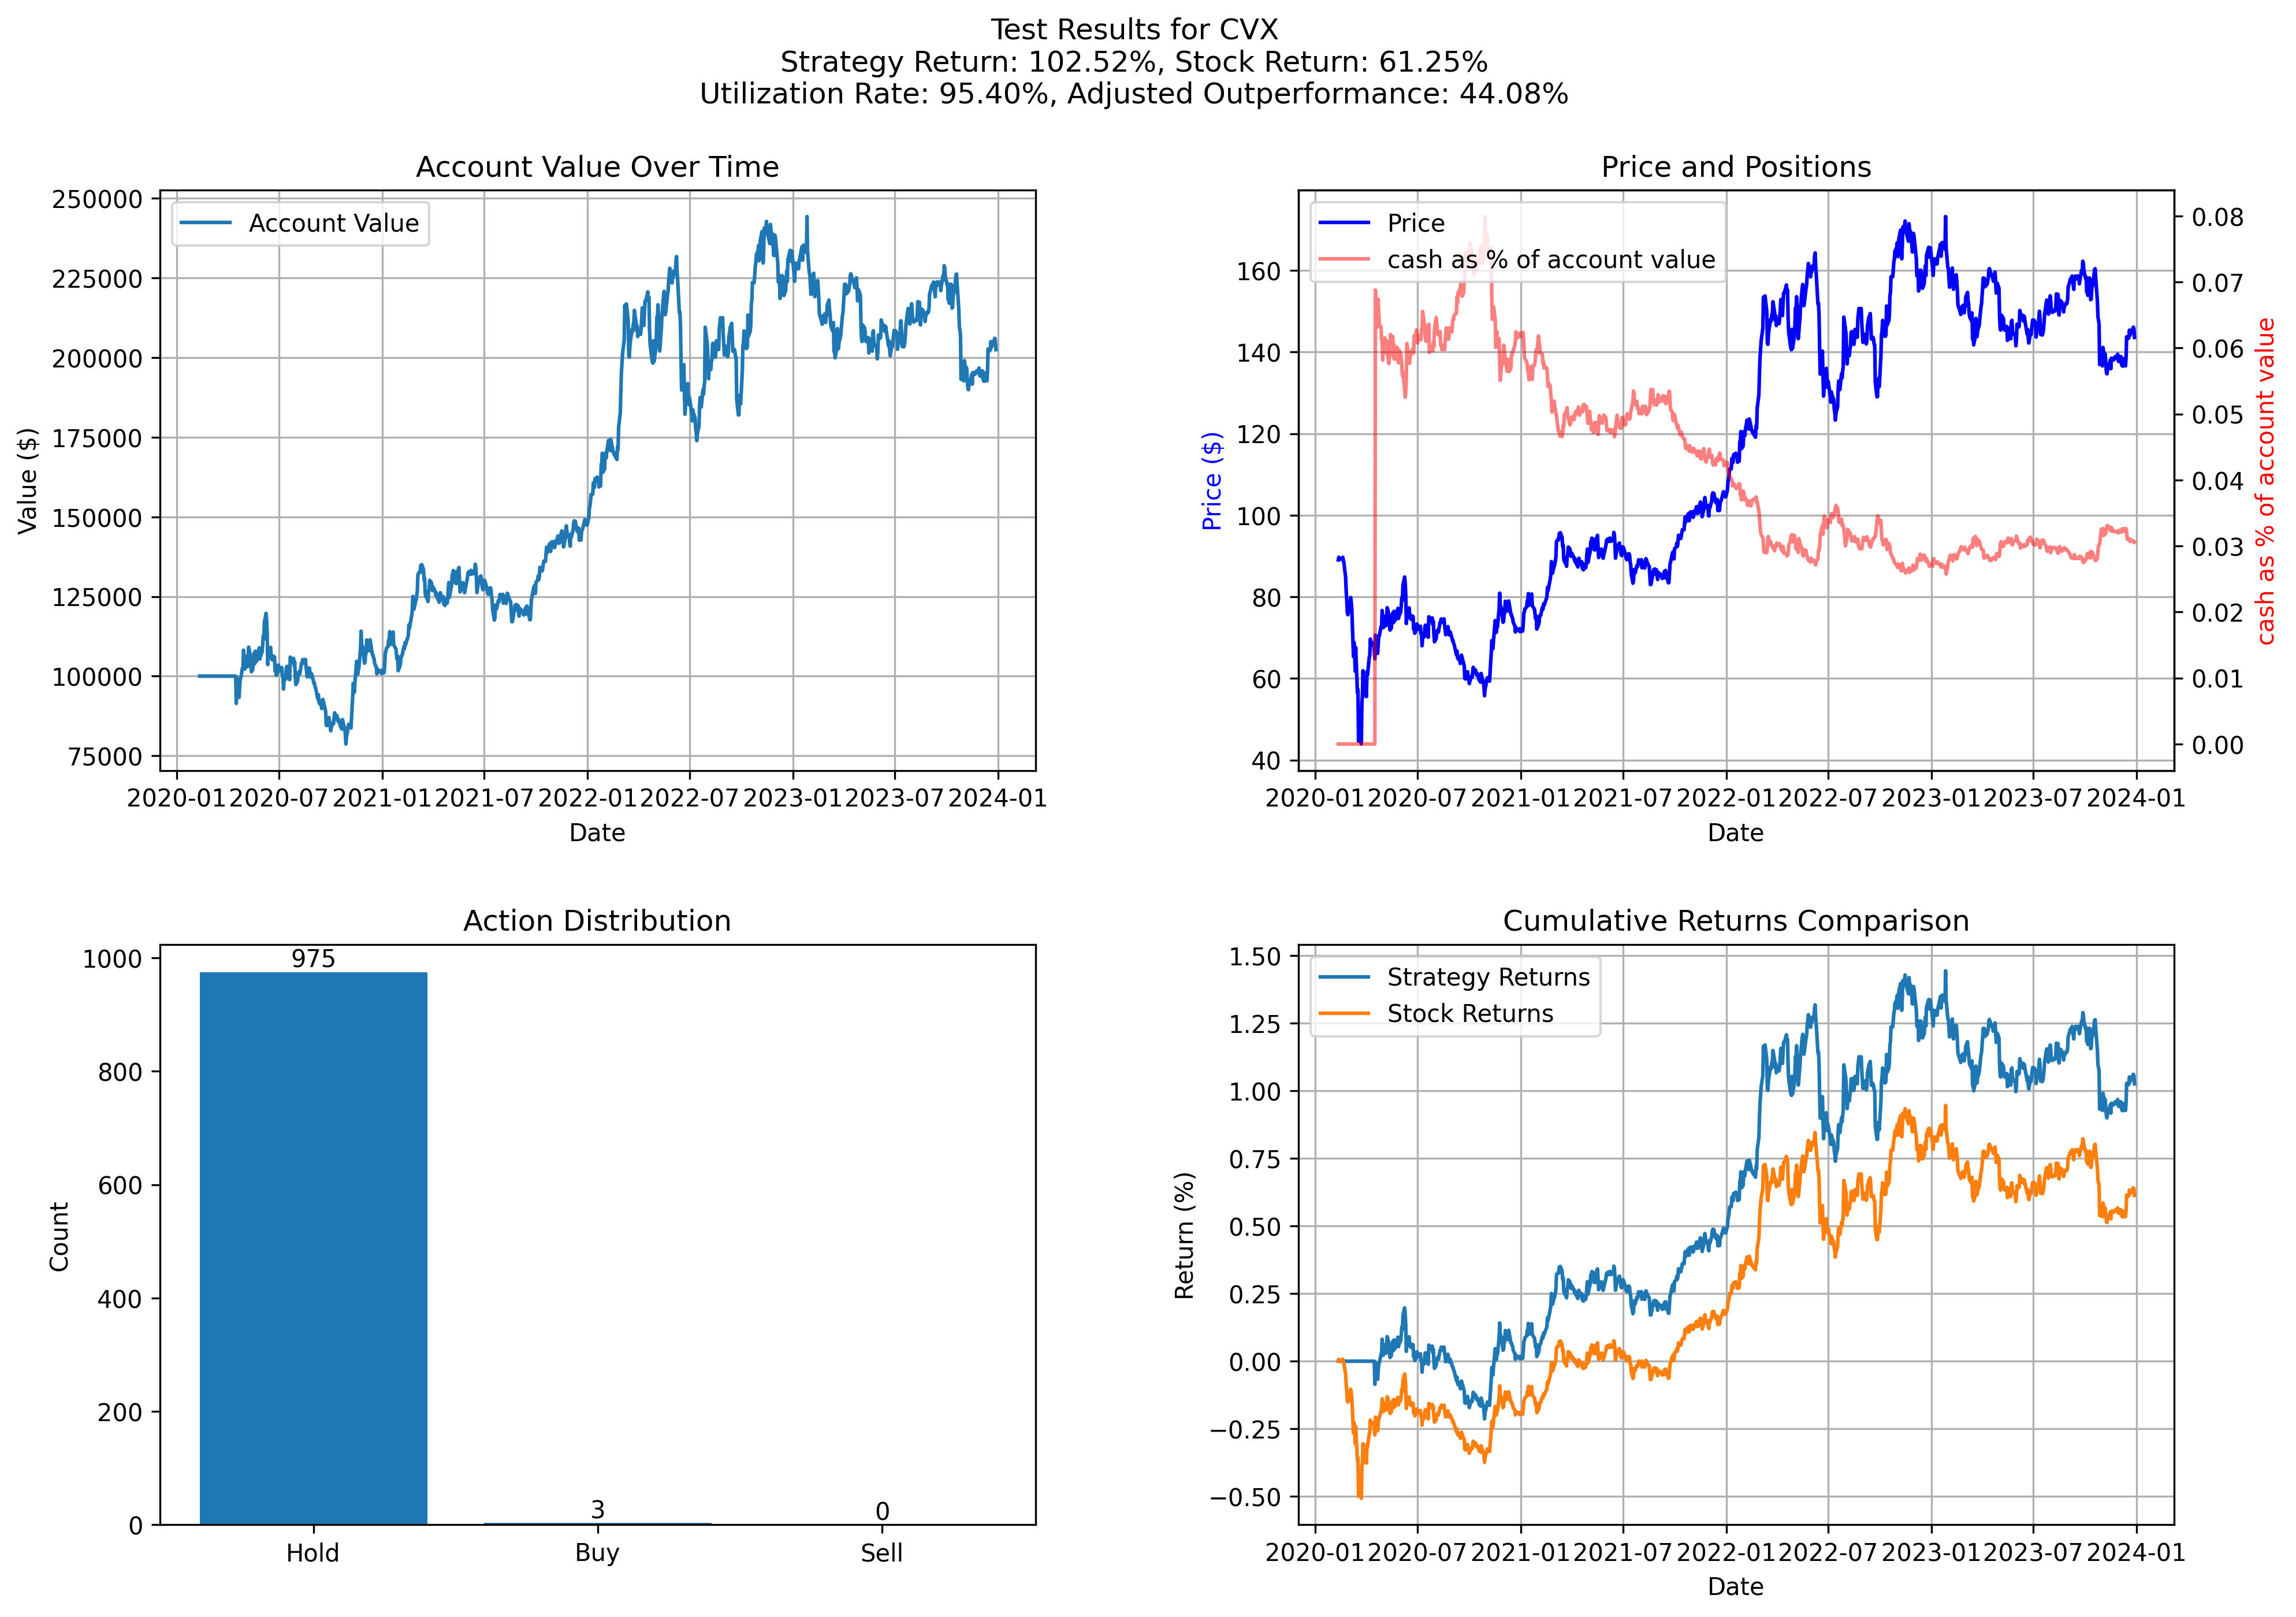 Test Results for CVX
Strategy Return: 102.52%, Stock Return: 61.25%
Utilization Rate: 95.40%, Adjusted Outperformance: 44.08%
Account Value Over Time
Account Value
250000
225000
200000
175000
150000
125000
100000
75000
Value ($)
2020-01 2020-07 2021-01 2021-07 2022-01 2022-07 2023-01 2023-07 2024-01
Date
Price and Positions
Price
cash as % of account value
160
140
120
100
80
60
40
Price ($)
0.08
0.07
0.06
0.05
0.04
0.03
0.02
0.01
0.00
cash as % of account value
2020-01 2020-07 2021-01 2021-07 2022-01 2022-07 2023-01 2023-07 2024-01
Date
Action Distribution
1000
800
600
400
200
0
Count
975
3
0
Hold Buy Sell
Cumulative Returns Comparison
Strategy Returns
Stock Returns
1.50
1.25
1.00
0.75
0.50
0.25
0.00
−0.25
−0.50
Return (%)
2020-01 2020-07 2021-01 2021-07 2022-01 2022-07 2023-01 2023-07 2024-01
Date